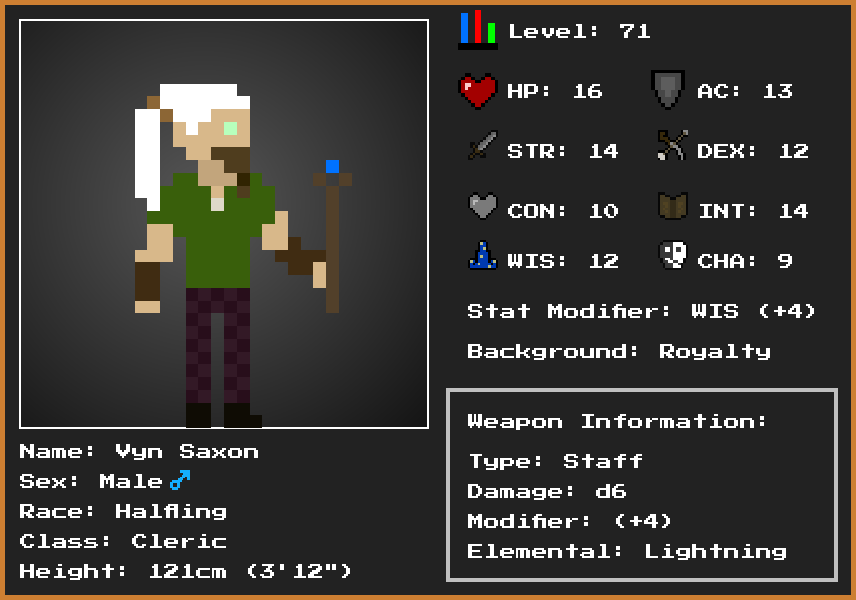 Level: 71
HP: 16
AC: 13
STR: 14
DEX: 12
CON: 10
INT: 14
WIS: 12
CHA: 9
Stat Modifier: WIS (+4)
Background: Royalty
Weapon Information:
Type: Staff
Damage: d6
Modifier: (+4)
Elemental: Lightning
Name: Vyn Saxon
Sex: Male ♂
Race: Halfling
Class: Cleric
Height: 121cm (3'12")